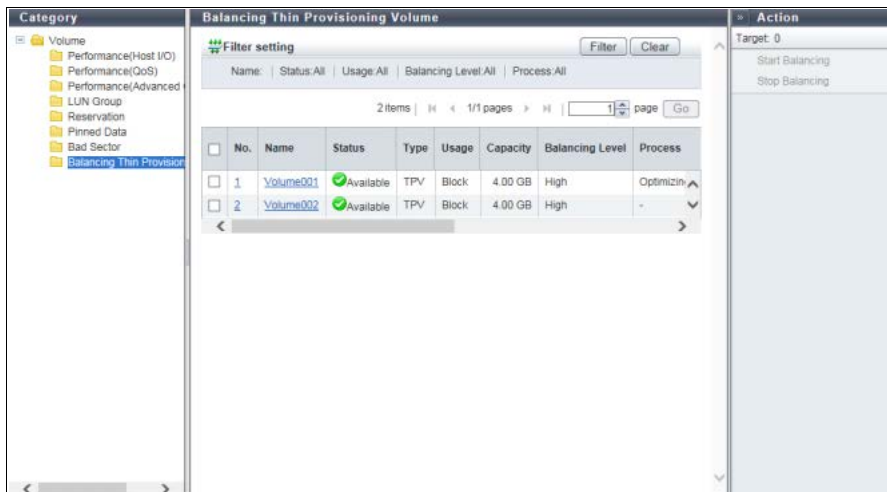 Category
Volume
Performance(Host I/O)
Performance(QoS)
Performance(Advanced
LUN Group
Reservation
Pinned Data
Bad Sector
Balancing Thin Provision
Balancing Thin Provisioning Volume
Filter setting
Filter Clear
Name: | Status:All | Usage:All | Balancing Level:All | Process:All
2 items | 1/1 pages | 1 page Go
No. Name Status Type Usage Capacity Balancing Level Process
1 Volume001 Available TPV Block 4.00 GB High Optimizin
2 Volume002 Available TPV Block 4.00 GB High -
» Action
Target: 0
Start Balancing
Stop Balancing